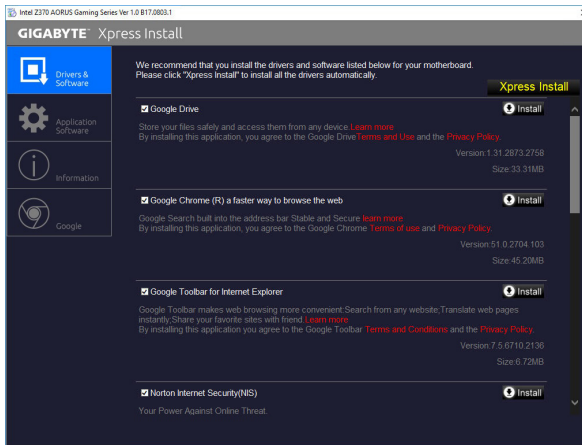 Intel Z370 AORUS Gaming Series Ver 1.0 B17.0803.1
GIGABYTE™ Xpress Install
Drivers &
Software
Application
Software
Information
Google
We recommend that you install the drivers and software listed below for your motherboard.
Please click "Xpress Install" to install all the drivers automatically.
Xpress Install
Google Drive
Install
Store your files safely and access them from any device.Learn more
By installing this application, you agree to the Google DriveTerms and Use and the Privacy Policy.
Version:1.31.2873.2758
Size:33.31MB
Google Chrome (R) a faster way to browse the web
Install
Google Search built into the address bar Stable and Secure learn more
By installing this application, you agree to the Google Chrome Terms of use and Privacy Policy.
Version:51.0.2704.103
Size:45.20MB
Google Toolbar for Internet Explorer
Install
Google Toolbar makes web browsing more convenient.Search from any website;Translate web pages
instantly;Share your favorite sites with friend.Learn more
By installing this application you agree to the Google Toolbar Terms and Conditions and the Privacy Policy.
Version:7.5.6710.2136
Size:6.72MB
Norton Internet Security(NIS)
Install
Your Power Against Online Threat.